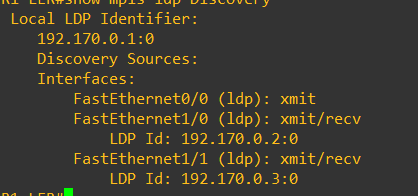 R1-LER#show mpls ldp Discovery
Local LDP Identifier:
192.170.0.1:0
Discovery Sources:
Interfaces:
FastEthernet0/0 (ldp): xmit
FastEthernet1/0 (ldp): xmit/recv
LDP Id: 192.170.0.2:0
FastEthernet1/1 (ldp): xmit/recv
LDP Id: 192.170.0.3:0
R1-LER#